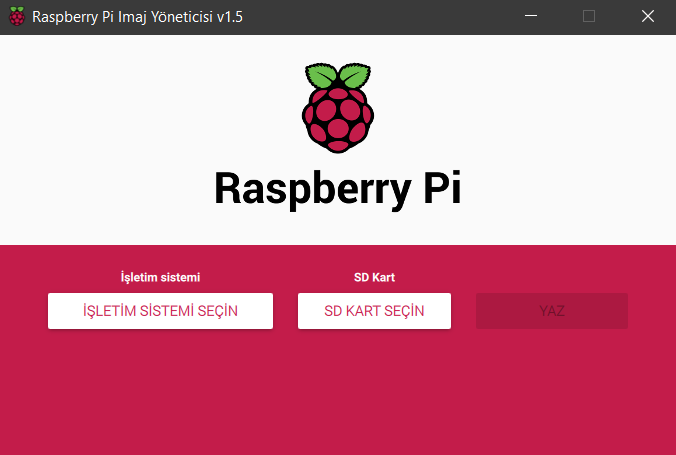 Raspberry Pi Imaj Yöneticisi v1.5
Raspberry Pi
İşletim sistemi
SD Kart
İŞLETİM SİSTEMİ SEÇİN
SD KART SEÇİN
YAZ